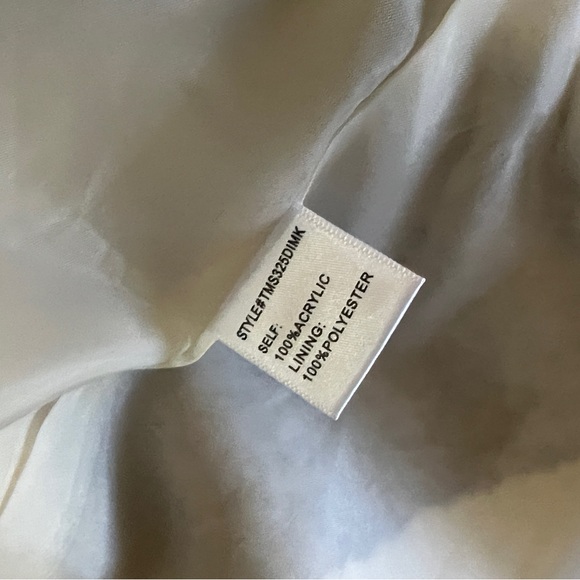 STYLE#TMS325DIMK
SELF:
100%ACRYLIC
LINING:
100%POLYESTER